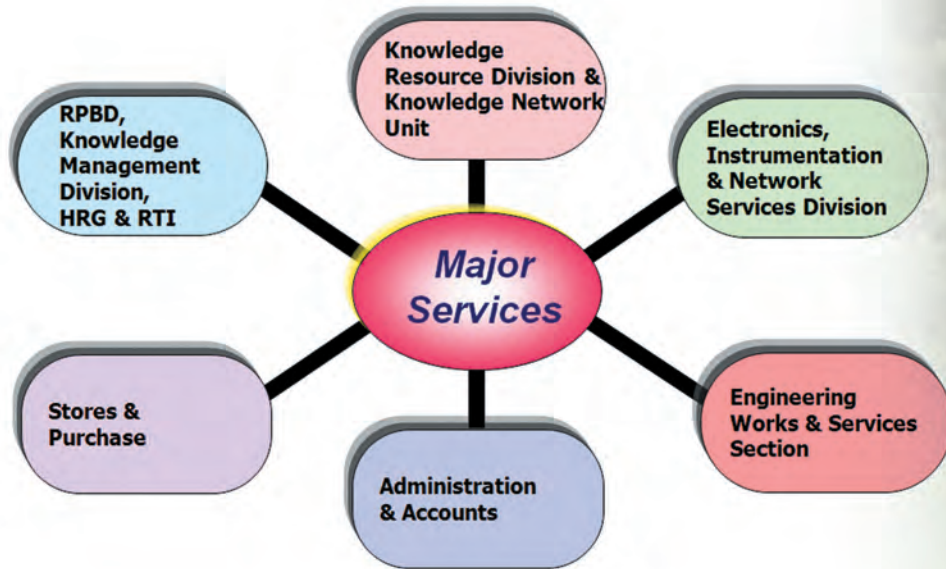 Knowledge
Resource Division &
Knowledge Network
Unit
RPBD,
Knowledge
Management
Division,
HRG & RTI
Electronics,
Instrumentation
& Network
Services Division
Major
Services
Stores &
Purchase
Engineering
Works & Services
Section
Administration
& Accounts